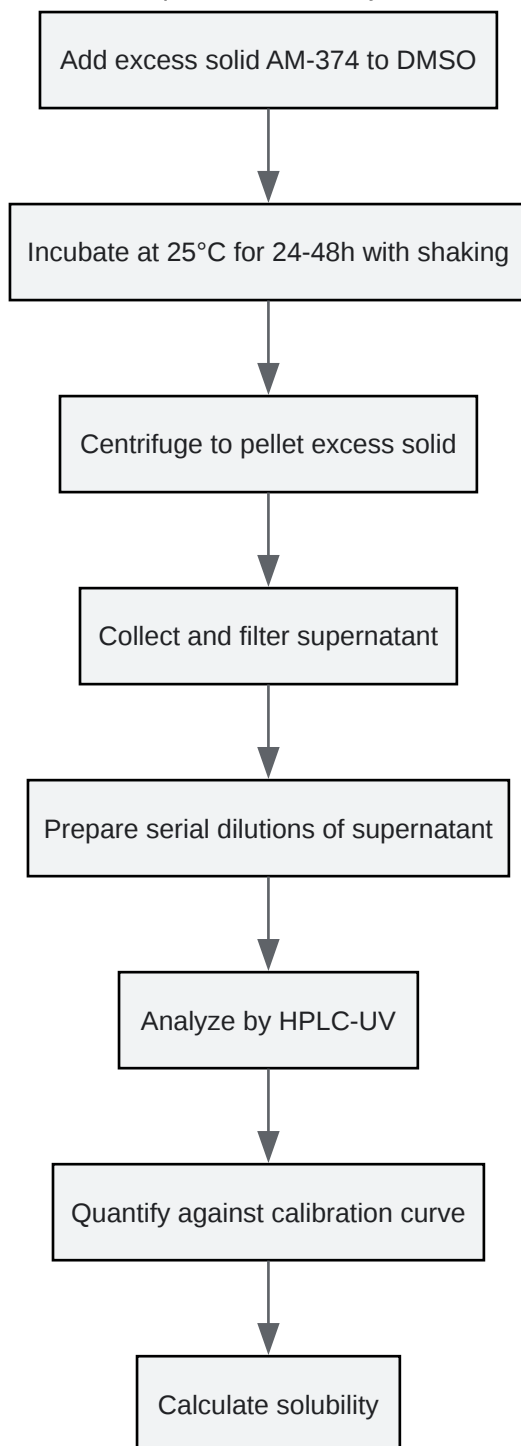 Add excess solid AM-374 to DMSO
Incubate at 25°C for 24-48h with shaking
Centrifuge to pellet excess solid
Collect and filter supernatant
Prepare serial dilutions of supernatant
Analyze by HPLC-UV
Quantify against calibration curve
Calculate solubility